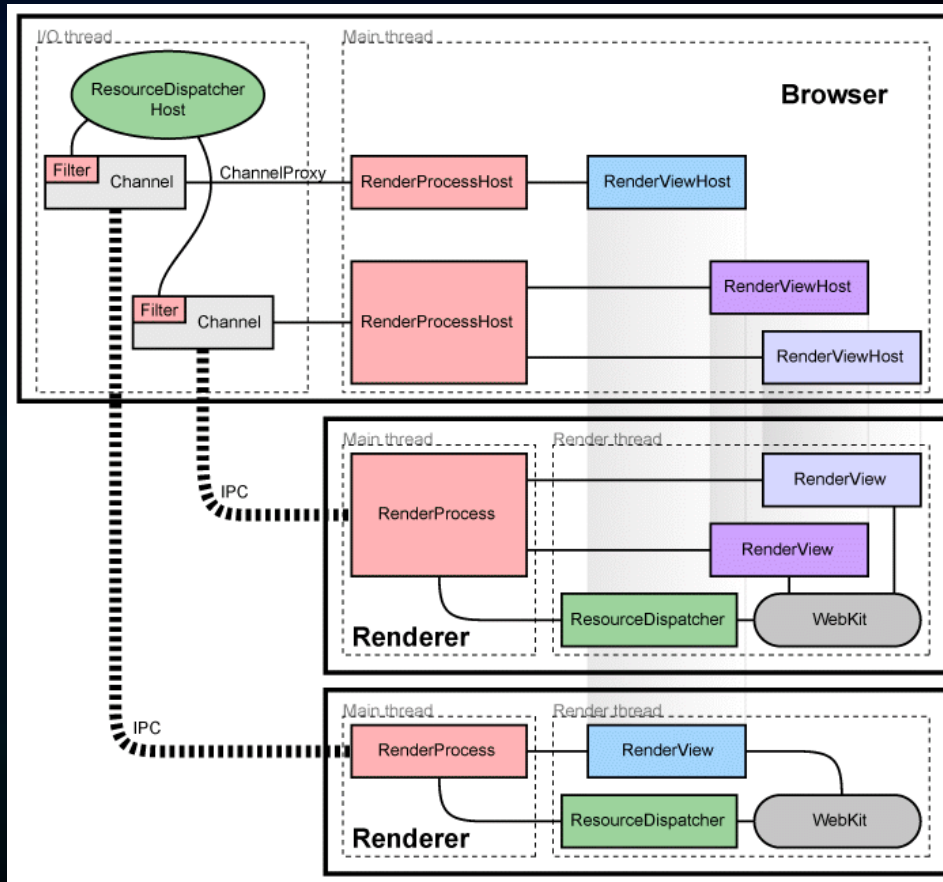 I/O thread
Main thread
ResourceDispatcher
Host
Browser
Filter
Channel
ChannelProxy
RenderProcessHost
RenderViewHost
Filter
Channel
RenderProcessHost
RenderViewHost
RenderViewHost
Main thread
Render thread
IPC
RenderProcess
RenderView
RenderView
ResourceDispatcher
WebKit
Renderer
Main thread
Render thread
IPC
RenderProcess
RenderView
ResourceDispatcher
WebKit
Renderer